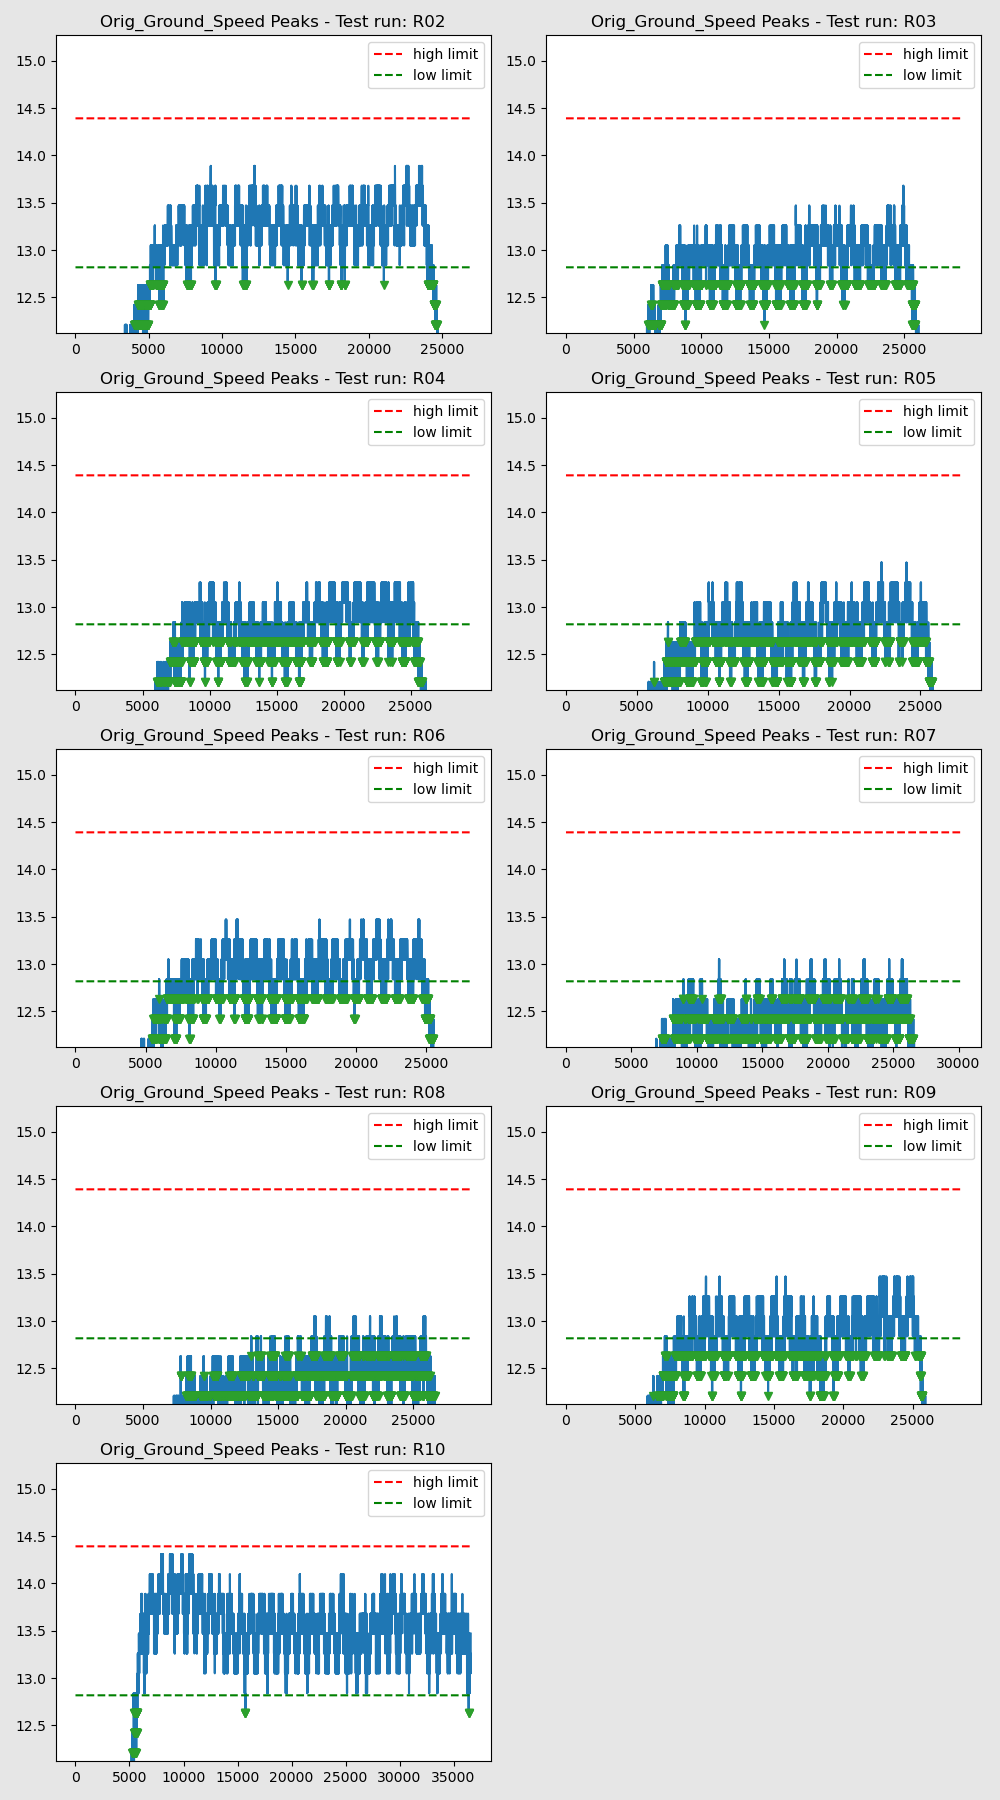 Orig_Ground_Speed Peaks - Test run: R02
high limit
low limit
15.0
14.5
14.0
13.5
13.0
12.5
0 5000 10000 15000 20000 25000
Orig_Ground_Speed Peaks - Test run: R03
high limit
low limit
15.0
14.5
14.0
13.5
13.0
12.5
0 5000 10000 15000 20000 25000
Orig_Ground_Speed Peaks - Test run: R04
high limit
low limit
15.0
14.5
14.0
13.5
13.0
12.5
0 5000 10000 15000 20000 25000
Orig_Ground_Speed Peaks - Test run: R05
high limit
low limit
15.0
14.5
14.0
13.5
13.0
12.5
0 5000 10000 15000 20000 25000
Orig_Ground_Speed Peaks - Test run: R06
high limit
low limit
15.0
14.5
14.0
13.5
13.0
12.5
0 5000 10000 15000 20000 25000
Orig_Ground_Speed Peaks - Test run: R07
high limit
low limit
15.0
14.5
14.0
13.5
13.0
12.5
0 5000 10000 15000 20000 25000 30000
Orig_Ground_Speed Peaks - Test run: R08
high limit
low limit
15.0
14.5
14.0
13.5
13.0
12.5
0 5000 10000 15000 20000 25000
Orig_Ground_Speed Peaks - Test run: R09
high limit
low limit
15.0
14.5
14.0
13.5
13.0
12.5
0 5000 10000 15000 20000 25000
Orig_Ground_Speed Peaks - Test run: R10
high limit
low limit
15.0
14.5
14.0
13.5
13.0
12.5
0 5000 10000 15000 20000 25000 30000 35000